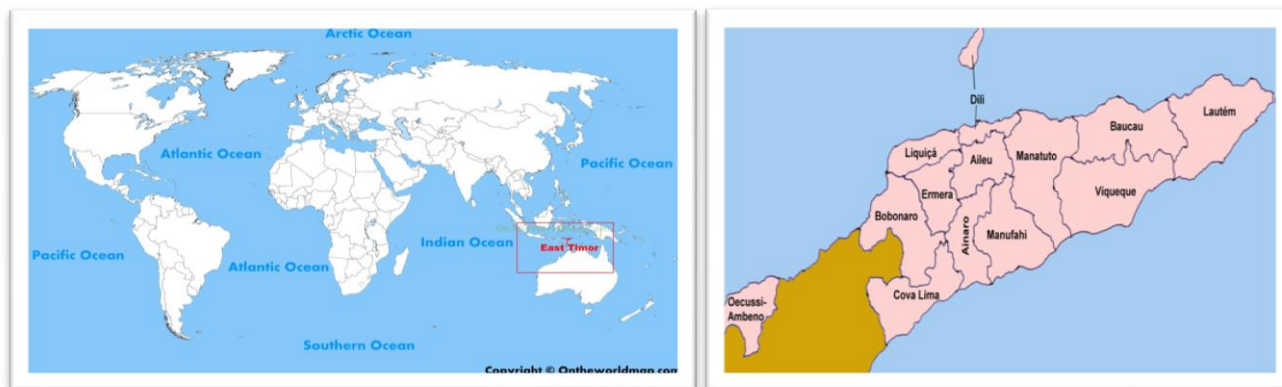 Arctic Ocean
Atlantic Ocean
Pacific Ocean
Indian Ocean
East Timor
Pacific Ocean
Atlantic Ocean
Southern Ocean
Copyright © Ontheworldmap.com
Dili
Lautém
Baucau
Liquiçá
Aileu
Manatuto
Ermera
Viqueque
Bobonaro
Ainaro
Manufahi
Cova Lima
Oecussi-
Ambeno